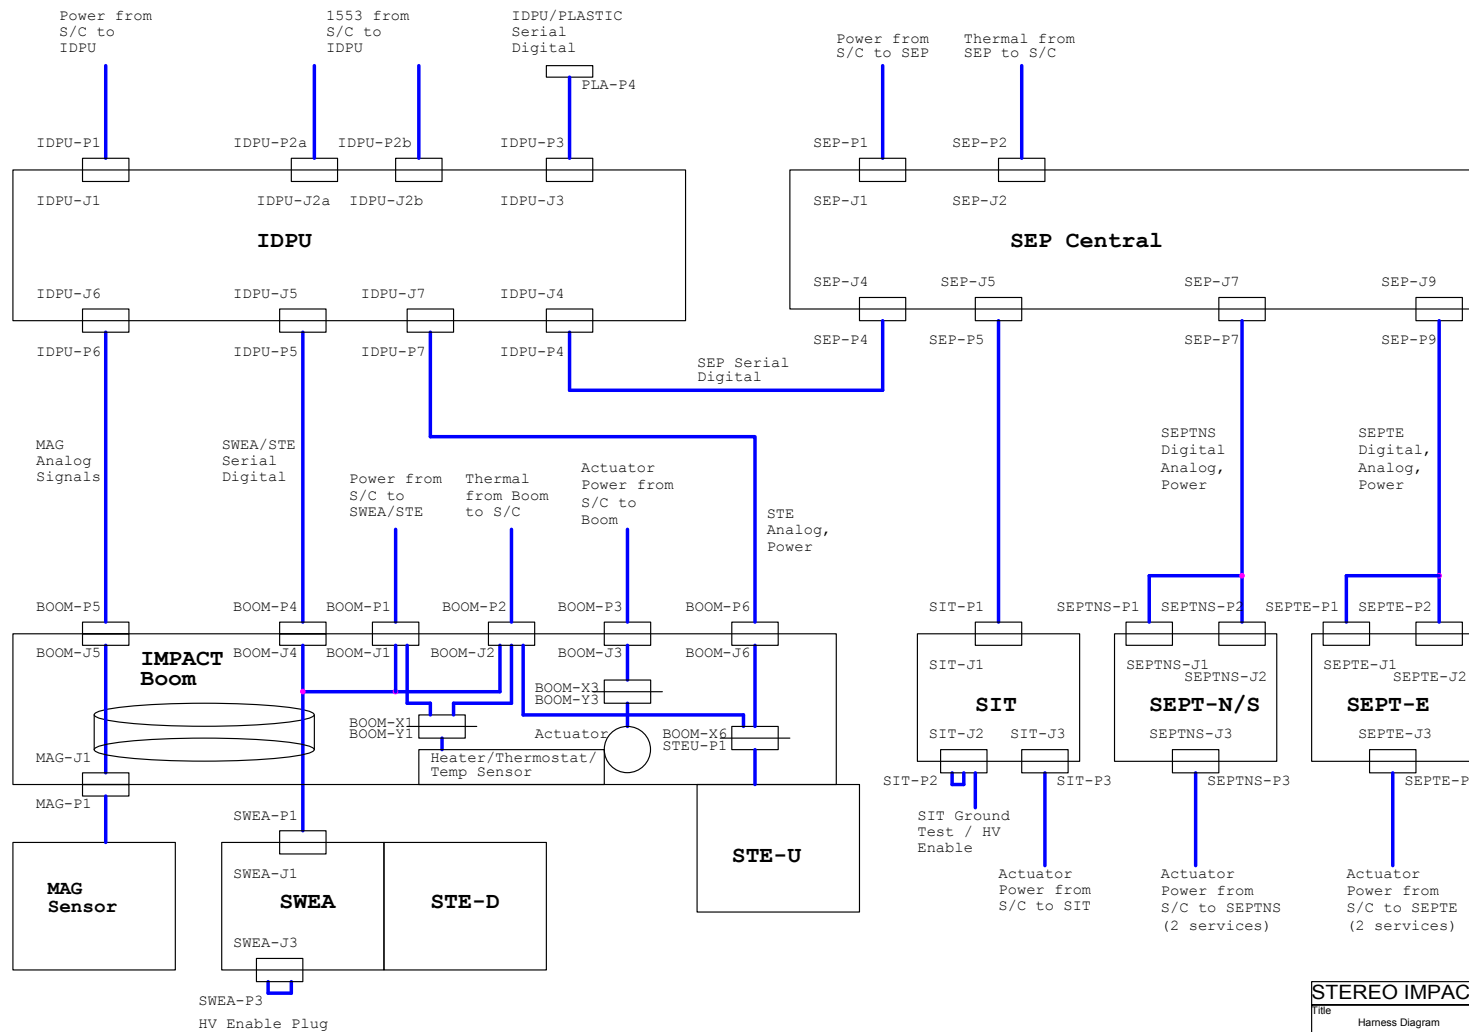 Power from
S/C to
IDPU
1553 from
S/C to
IDPU
IDPU/PLASTIC
Serial
Digital
PLA-P4
Power from
S/C to SEP
Thermal from
SEP to S/C
IDPU-P1
IDPU-P2a
IDPU-P2b
IDPU-P3
SEP-P1
SEP-P2
IDPU-J1
IDPU-J2a
IDPU-J2b
IDPU-J3
SEP-J1
SEP-J2
IDPU
SEP Central
IDPU-J6
IDPU-J5
IDPU-J7
IDPU-J4
SEP-J4
SEP-J5
SEP-J7
SEP-J9
IDPU-P6
IDPU-P5
IDPU-P7
IDPU-P4
SEP-P4
SEP-P5
SEP-P7
SEP-P9
SEP Serial
Digital
MAG
Analog
Signals
SWEA/STE
Serial
Digital
Power from
S/C to
SWEA/STE
Thermal
from Boom
to S/C
Actuator
Power from
S/C to
Boom
STE
Analog,
Power
SEPTNS
Digital
Analog,
Power
SEPTE
Digital,
Analog,
Power
BOOM-P5
BOOM-P4
BOOM-P1
BOOM-P2
BOOM-P3
BOOM-P6
SIT-P1
SEPTNS-P1
SEPTNS-P2
SEPTE-P1
SEPTE-P2
BOOM-J5
IMPACT
Boom
BOOM-J4
BOOM-J1
BOOM-J2
BOOM-J3
BOOM-J6
SIT-J1
SEPTNS-J1
SEPTNS-J2
SEPTE-J1
SEPTE-J2
BOOM-X3
BOOM-Y3
SIT
SEPT-N/S
SEPT-E
BOOM-X1
BOOM-Y1
Actuator
BOOM-X6
STEU-P1
SIT-J2
SIT-J3
SEPTNS-J3
SEPTE-J3
MAG-J1
Heater/Thermostat/
Temp Sensor
SIT-P2
SIT-P3
SEPTNS-P3
SEPTE-P
MAG-P1
SWEA-P1
SIT Ground
Test / HV
Enable
STE-U
SWEA-J1
MAG
Sensor
SWEA
STE-D
Actuator
Power from
S/C to SIT
Actuator
Power from
S/C to SEPTNS
(2 services)
Actuator
Power from
S/C to SEPTE
(2 services)
SWEA-J3
SWEA-P3
HV Enable Plug
STEREO IMPAC
Title
Harness Diagram